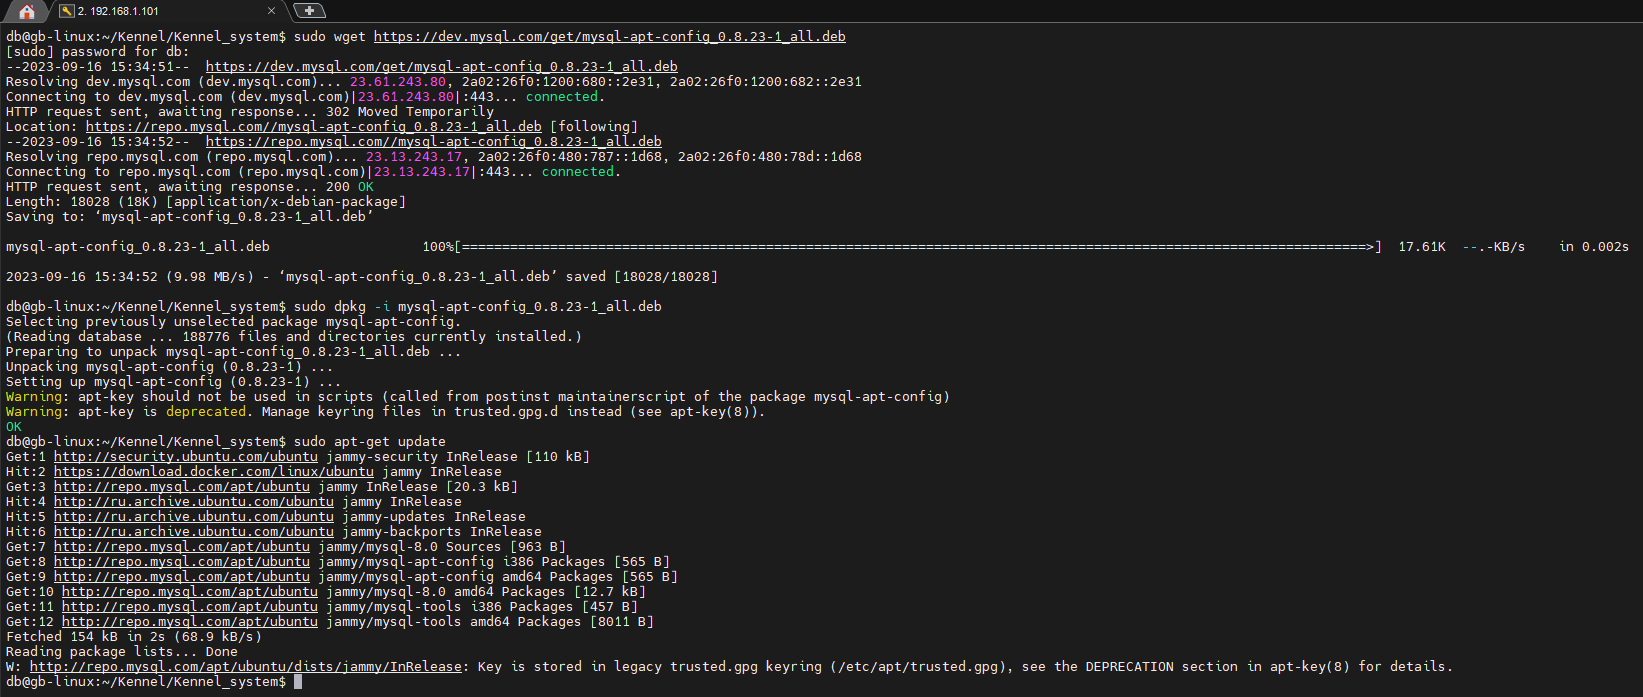 2. 192.168.1.101
db@gb-linux:~/Kennel/Kennel_system$ sudo wget https://dev.mysql.com/get/mysql-apt-config_0.8.23-1_all.deb
[sudo] password for db:
--2023-09-16 15:34:51--  https://dev.mysql.com/get/mysql-apt-config_0.8.23-1_all.deb
Resolving dev.mysql.com (dev.mysql.com)... 23.61.243.80, 2a02:26f0:1200:680::2e31, 2a02:26f0:1200:682::2e31
Connecting to dev.mysql.com (dev.mysql.com)|23.61.243.80|:443... connected.
HTTP request sent, awaiting response... 302 Moved Temporarily
Location: https://repo.mysql.com//mysql-apt-config_0.8.23-1_all.deb [following]
--2023-09-16 15:34:52--  https://repo.mysql.com//mysql-apt-config_0.8.23-1_all.deb
Resolving repo.mysql.com (repo.mysql.com)... 23.13.243.17, 2a02:26f0:480:787::1d68, 2a02:26f0:480:78d::1d68
Connecting to repo.mysql.com (repo.mysql.com)|23.13.243.17|:443... connected.
HTTP request sent, awaiting response... 200 OK
Length: 18028 (18K) [application/x-debian-package]
Saving to: ‘mysql-apt-config_0.8.23-1_all.deb’
mysql-apt-config_0.8.23-1_all.deb 100%[=================================================================================================================>] 17.61K --.-KB/s in 0.002s
2023-09-16 15:34:52 (9.98 MB/s) - ‘mysql-apt-config_0.8.23-1_all.deb’ saved [18028/18028]
db@gb-linux:~/Kennel/Kennel_system$ sudo dpkg -i mysql-apt-config_0.8.23-1_all.deb
Selecting previously unselected package mysql-apt-config.
(Reading database ... 188776 files and directories currently installed.)
Preparing to unpack mysql-apt-config_0.8.23-1_all.deb ...
Unpacking mysql-apt-config (0.8.23-1) ...
Setting up mysql-apt-config (0.8.23-1) ...
Warning: apt-key should not be used in scripts (called from postinst maintainerscript of the package mysql-apt-config)
Warning: apt-key is deprecated. Manage keyring files in trusted.gpg.d instead (see apt-key(8)).
OK
db@gb-linux:~/Kennel/Kennel_system$ sudo apt-get update
Get:1 http://security.ubuntu.com/ubuntu jammy-security InRelease [110 kB]
Hit:2 https://download.docker.com/linux/ubuntu jammy InRelease
Get:3 http://repo.mysql.com/apt/ubuntu jammy InRelease [20.3 kB]
Hit:4 http://ru.archive.ubuntu.com/ubuntu jammy InRelease
Hit:5 http://ru.archive.ubuntu.com/ubuntu jammy-updates InRelease
Hit:6 http://ru.archive.ubuntu.com/ubuntu jammy-backports InRelease
Get:7 http://repo.mysql.com/apt/ubuntu jammy/mysql-8.0 Sources [963 B]
Get:8 http://repo.mysql.com/apt/ubuntu jammy/mysql-apt-config i386 Packages [565 B]
Get:9 http://repo.mysql.com/apt/ubuntu jammy/mysql-apt-config amd64 Packages [565 B]
Get:10 http://repo.mysql.com/apt/ubuntu jammy/mysql-8.0 amd64 Packages [12.7 kB]
Get:11 http://repo.mysql.com/apt/ubuntu jammy/mysql-tools i386 Packages [457 B]
Get:12 http://repo.mysql.com/apt/ubuntu jammy/mysql-tools amd64 Packages [8011 B]
Fetched 154 kB in 2s (68.9 kB/s)
Reading package lists... Done
W: http://repo.mysql.com/apt/ubuntu/dists/jammy/InRelease: Key is stored in legacy trusted.gpg keyring (/etc/apt/trusted.gpg), see the DEPRECATION section in apt-key(8) for details.
db@gb-linux:~/Kennel/Kennel_system$